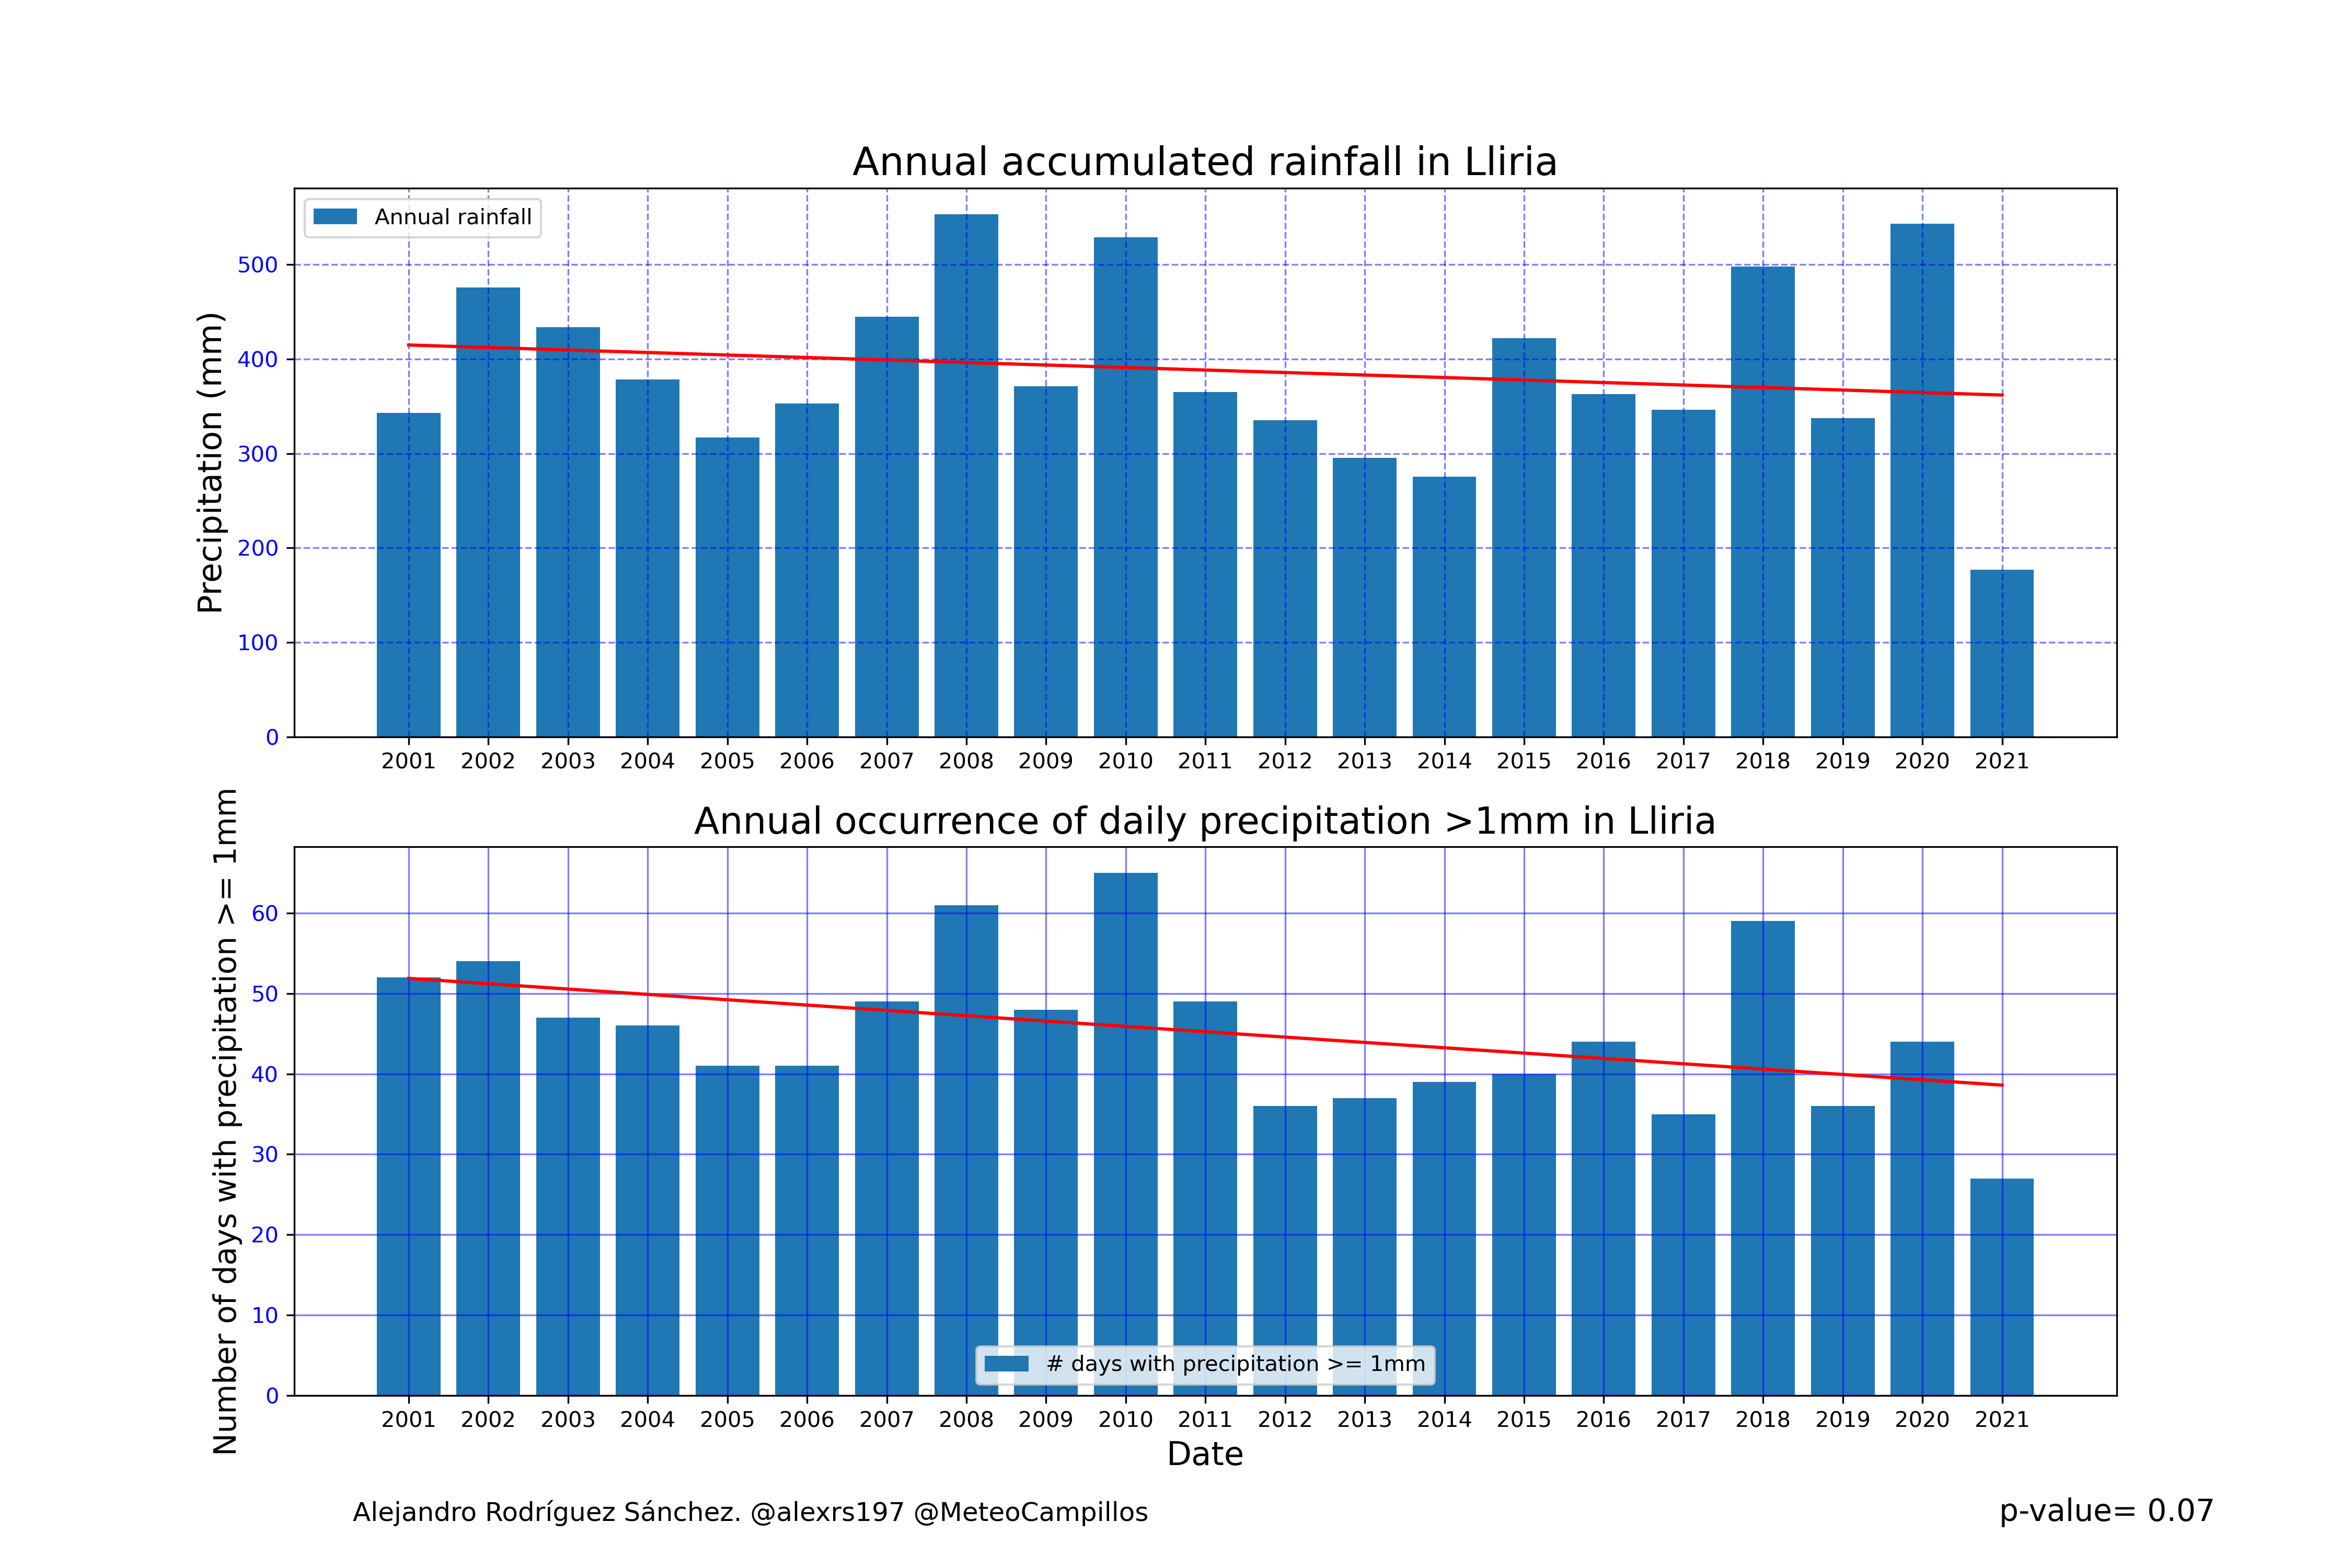 Annual accumulated rainfall in Lliria
Annual rainfall
Precipitation (mm)
500
400
300
200
100
0
2001 2002 2003 2004 2005 2006 2007 2008 2009 2010 2011 2012 2013 2014 2015 2016 2017 2018 2019 2020 2021
Annual occurrence of daily precipitation >1mm in Lliria
Number of days with precipitation >= 1mm
60
50
40
30
20
10
0
# days with precipitation >= 1mm
2001 2002 2003 2004 2005 2006 2007 2008 2009 2010 2011 2012 2013 2014 2015 2016 2017 2018 2019 2020 2021
Date
Alejandro Rodríguez Sánchez. @alexrs197 @MeteoCampillos
p-value= 0.07